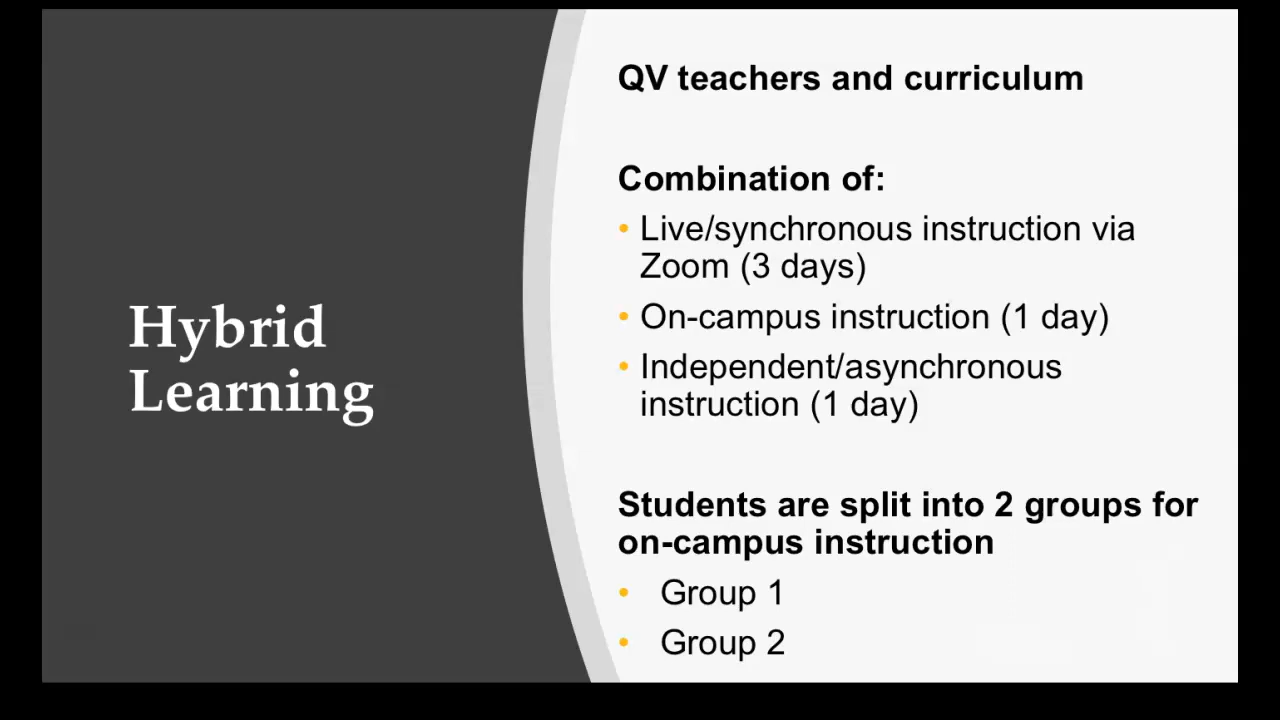 Hybrid
Learning
QV teachers and curriculum
Combination of:
• Live/synchronous instruction via
Zoom (3 days)
• On-campus instruction (1 day)
• Independent/asynchronous
instruction (1 day)
Students are split into 2 groups for
on-campus instruction
• Group 1
• Group 2